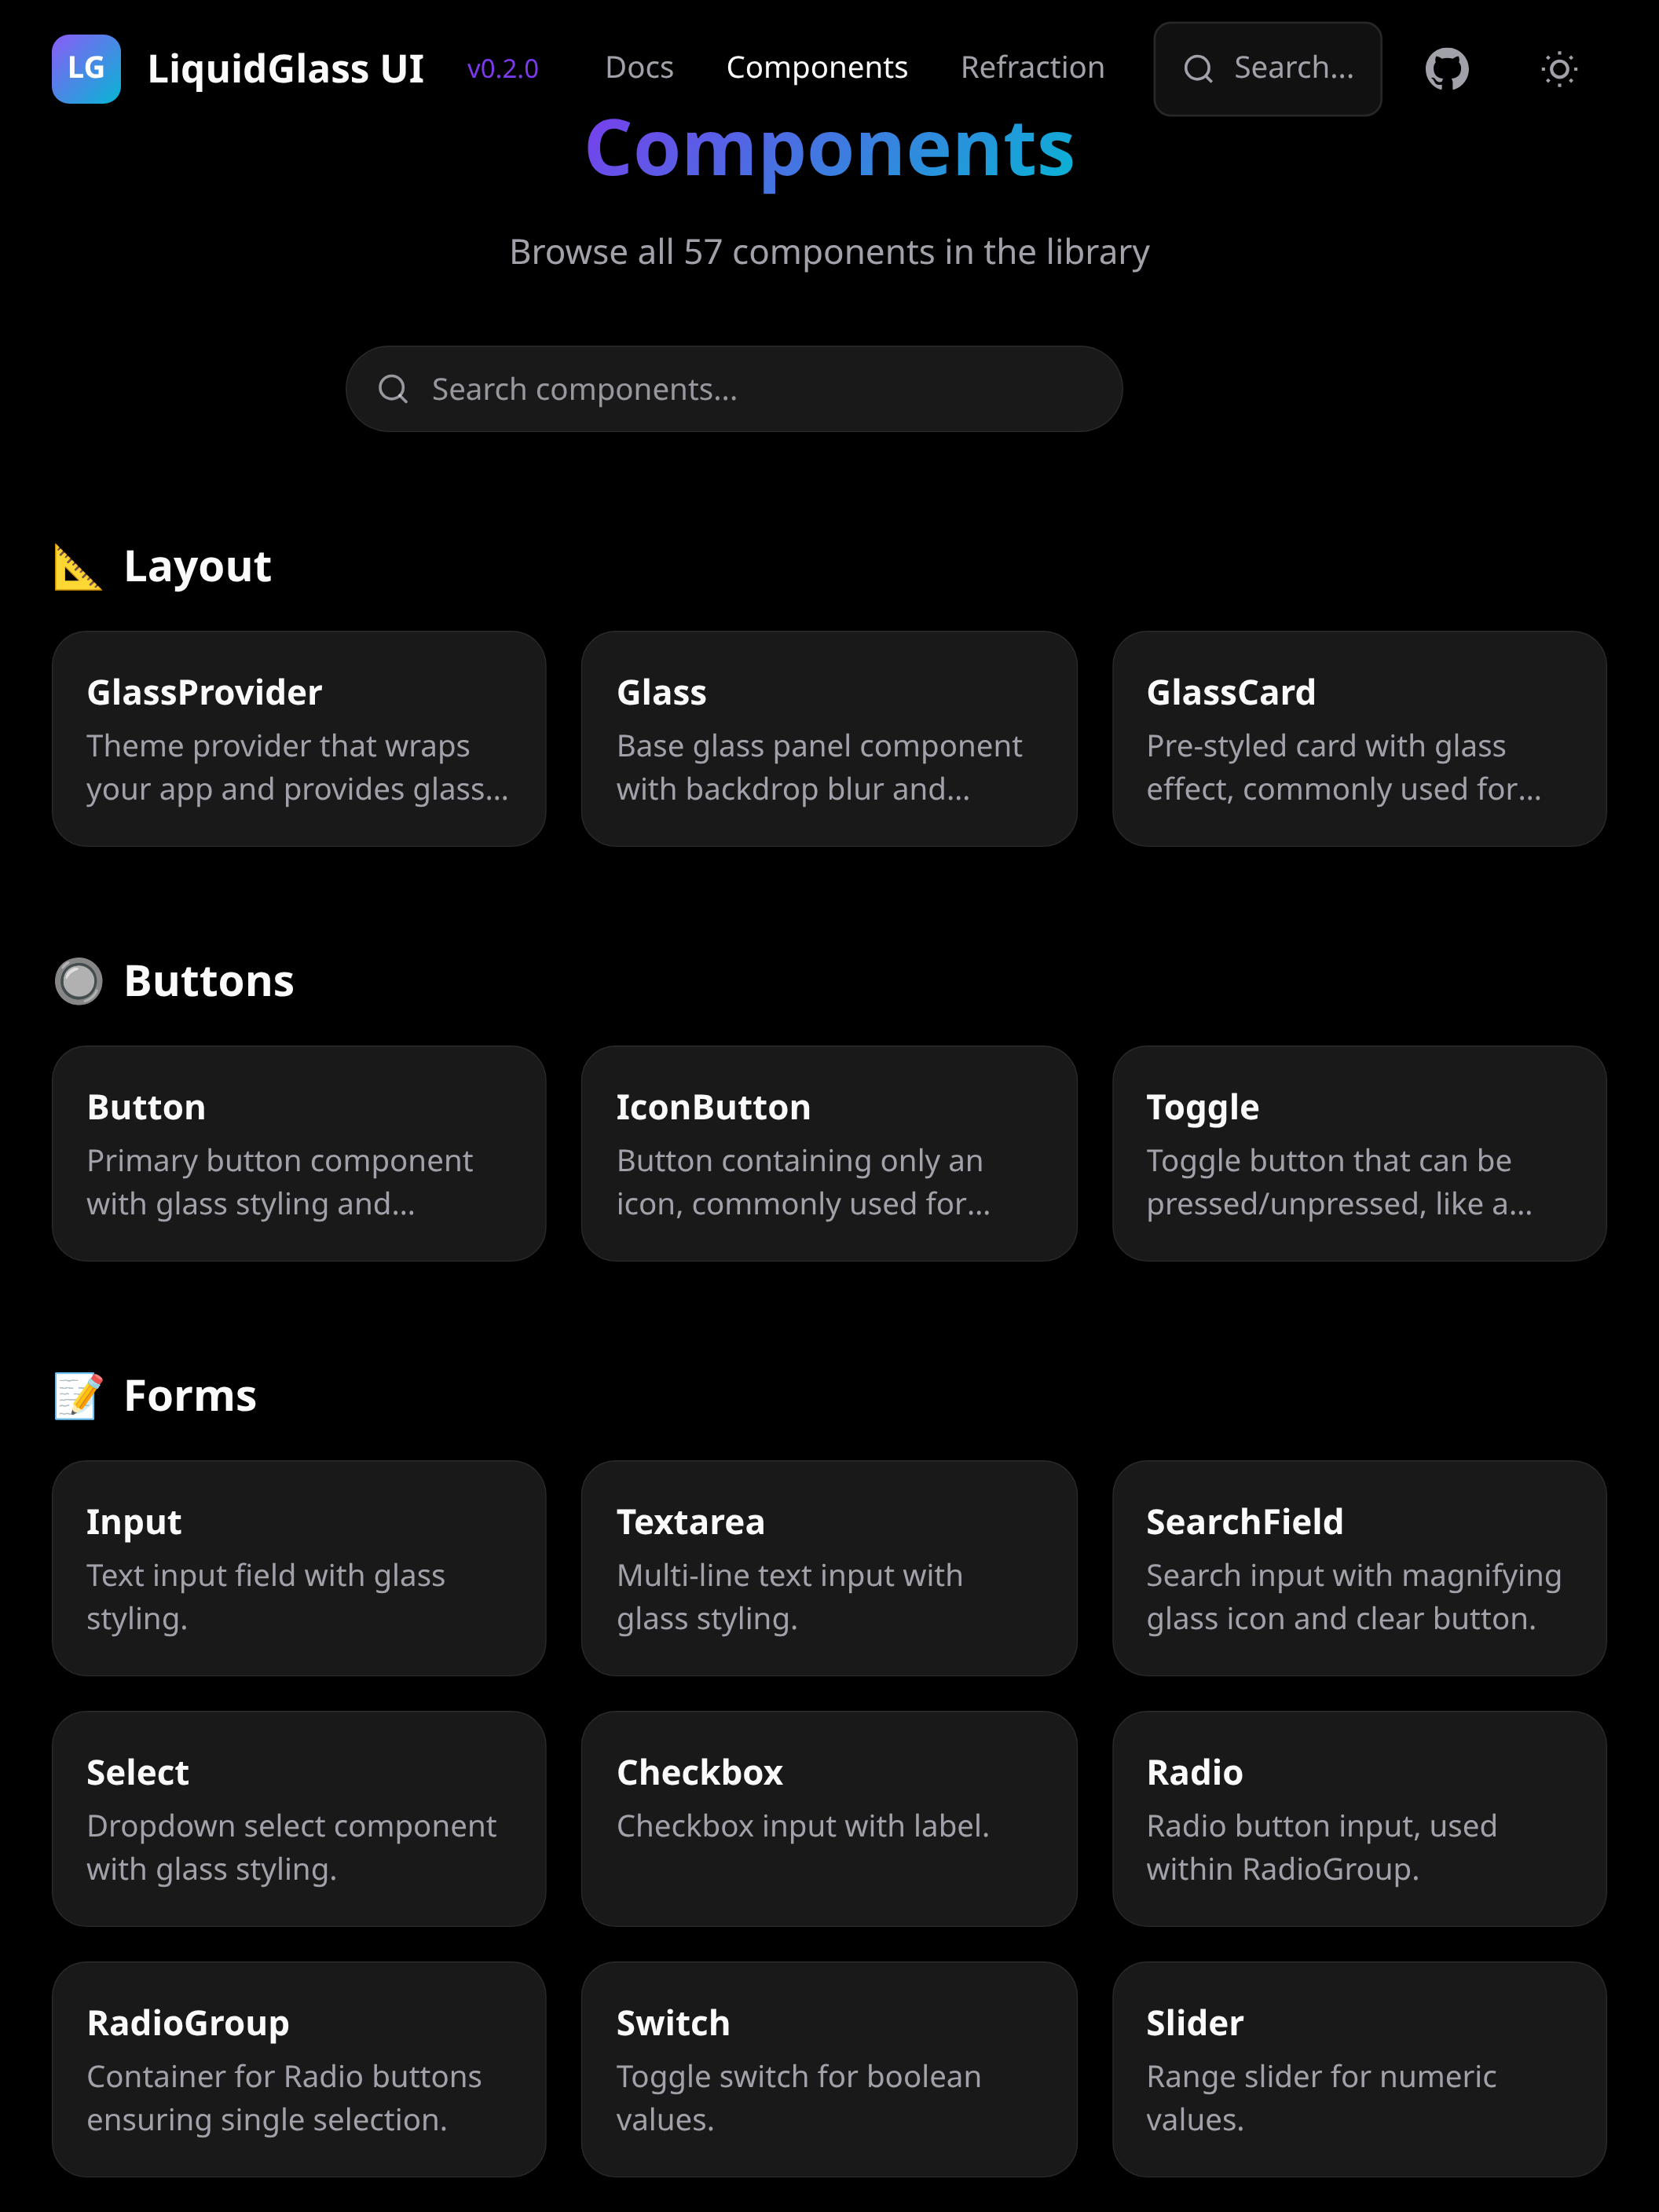 LG LiquidGlass UI v0.2.0 Docs Components Refraction Search...
Components
Browse all 57 components in the library
Search components...
Layout
GlassProvider
Theme provider that wraps
your app and provides glass...
Glass
Base glass panel component
with backdrop blur and...
GlassCard
Pre-styled card with glass
effect, commonly used for...
Buttons
Button
Primary button component
with glass styling and...
IconButton
Button containing only an
icon, commonly used for...
Toggle
Toggle button that can be
pressed/unpressed, like a...
Forms
Input
Text input field with glass
styling.
Textarea
Multi-line text input with
glass styling.
SearchField
Search input with magnifying
glass icon and clear button.
Select
Dropdown select component
with glass styling.
Checkbox
Checkbox input with label.
Radio
Radio button input, used
within RadioGroup.
RadioGroup
Container for Radio buttons
ensuring single selection.
Switch
Toggle switch for boolean
values.
Slider
Range slider for numeric
values.